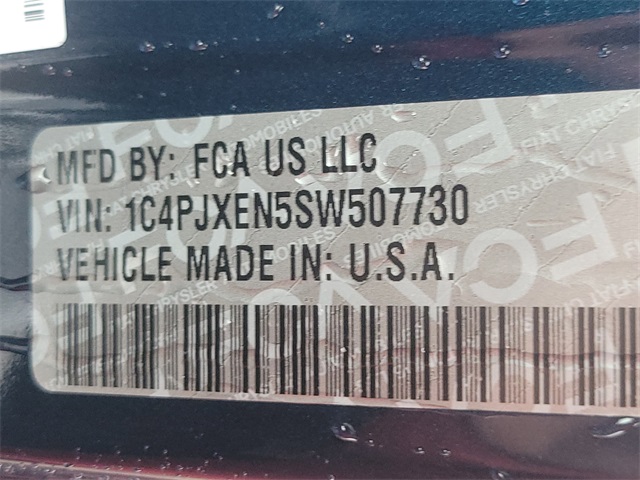 MFD BY: FCA US LLC
VIN: 1C4PJXEN5SW507730
VEHICLE MADE IN: U.S.A.